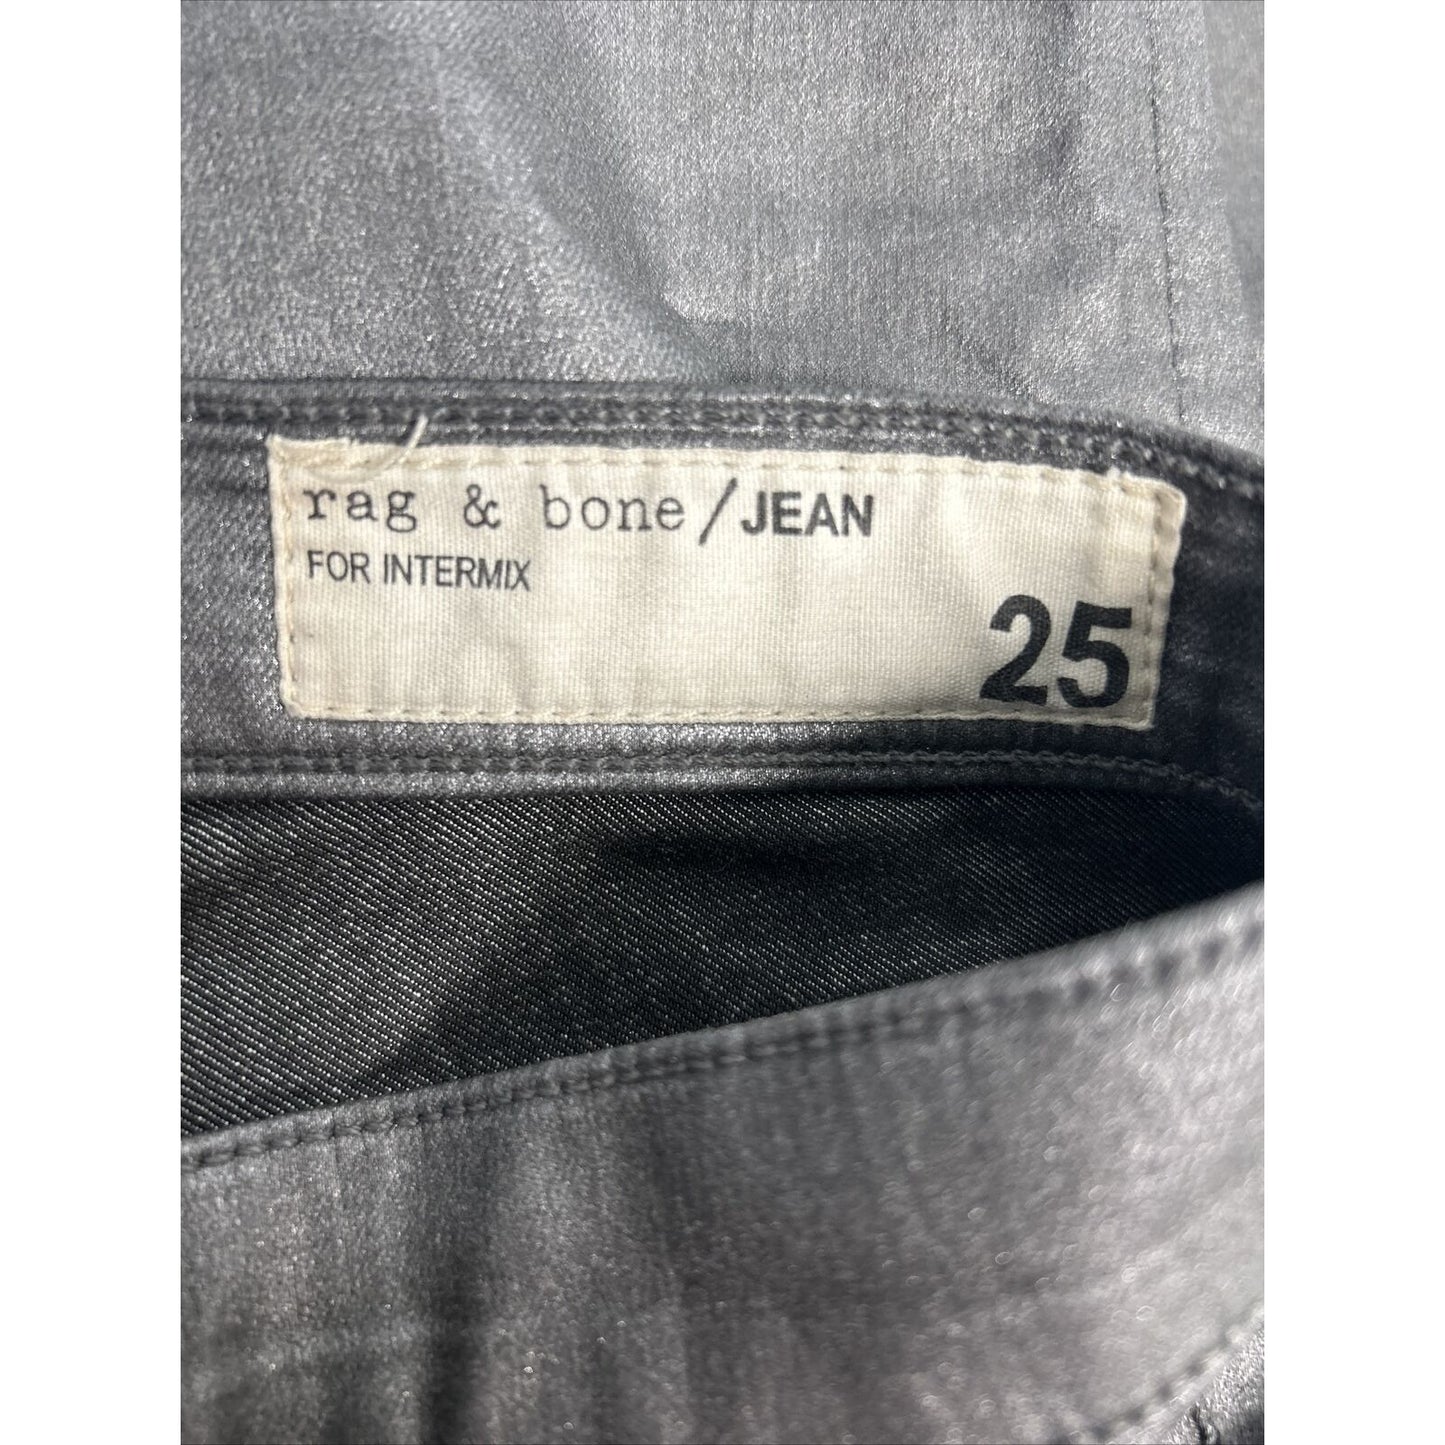 rag & bone/JEAN
FOR INTERMIX
25